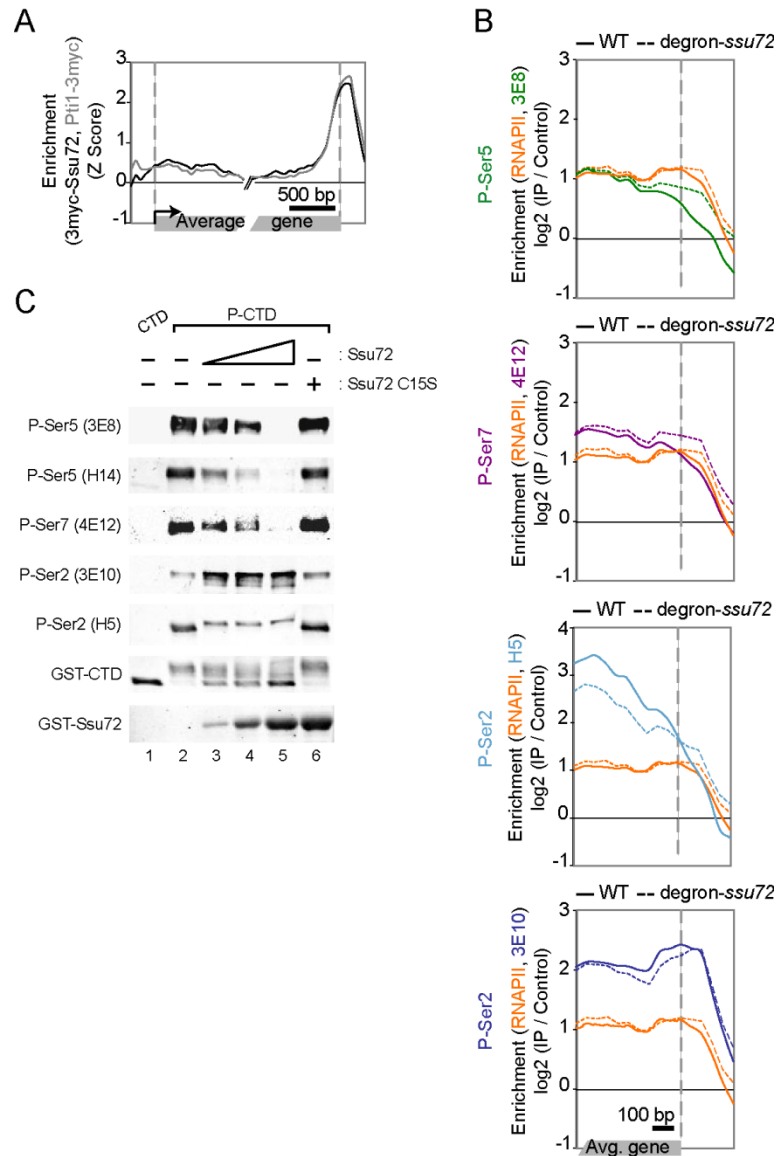 A
Enrichment
(3myc-Ssu72, Pti1-3myc)
(Z Score)
3
2
1
0
-1
500 bp
Average
gene
B
WT degron-ssu72
P-Ser5
Enrichment (RNAPII, 3E8)
log2 (IP / Control)
3
2
1
0
-1
WT degron-ssu72
P-Ser7
Enrichment (RNAPII, 4E12)
log2 (IP / Control)
3
2
1
0
-1
WT degron-ssu72
P-Ser2
Enrichment (RNAPII, H5)
log2 (IP / Control)
4
3
2
1
0
-1
WT degron-ssu72
P-Ser2
Enrichment (RNAPII, 3E10)
log2 (IP / Control)
3
2
1
0
-1
100 bp
Avg. gene
C
CTD
P-CTD
– – – : Ssu72
– – – – – + : Ssu72 C15S
P-Ser5 (3E8)
P-Ser5 (H14)
P-Ser7 (4E12)
P-Ser2 (3E10)
P-Ser2 (H5)
GST-CTD
GST-Ssu72
1 2 3 4 5 6